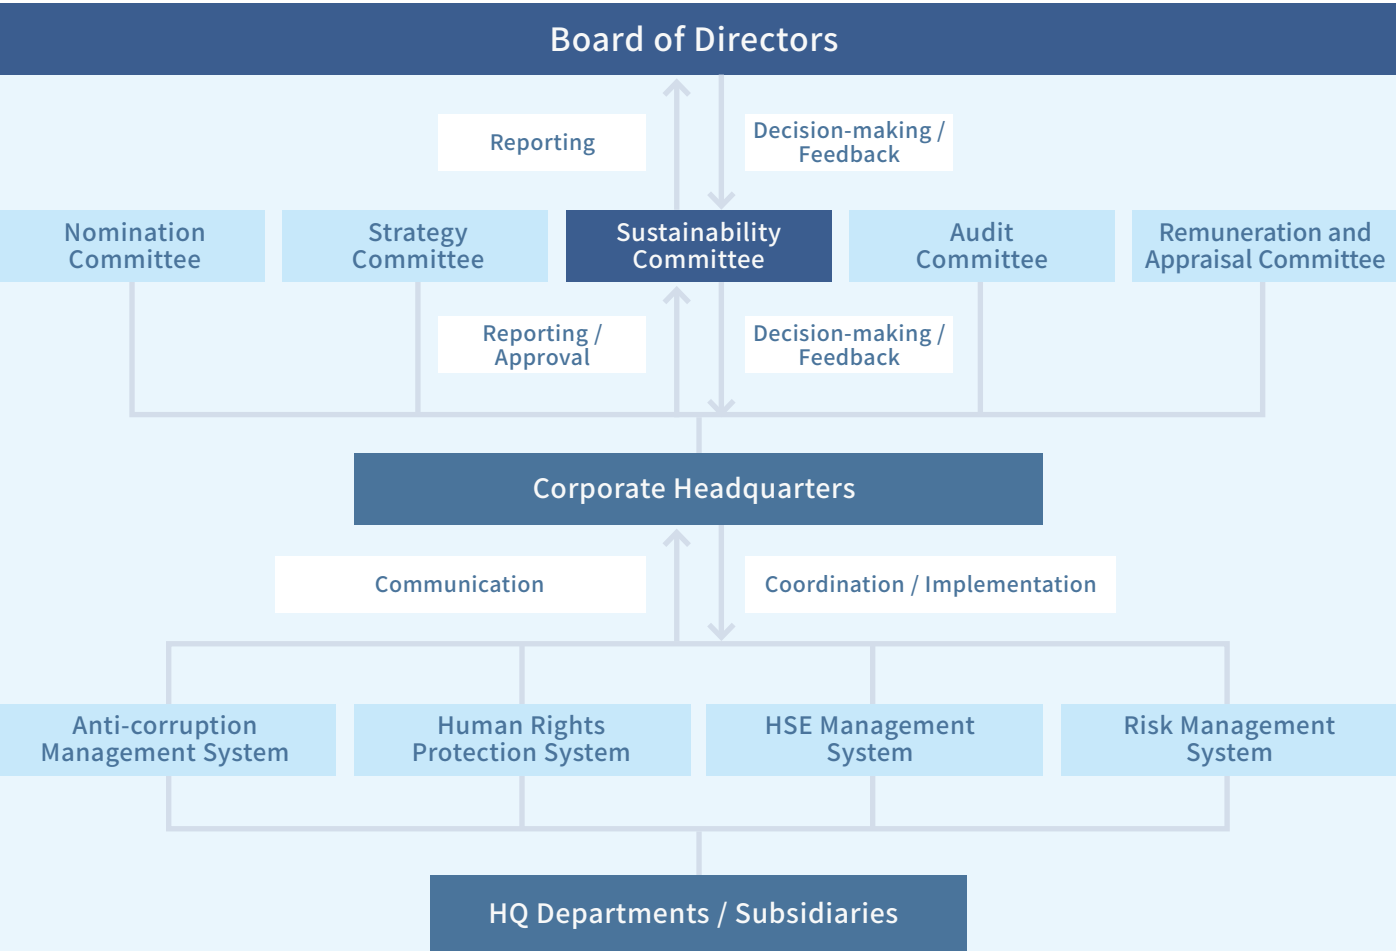 Board of Directors
Reporting
Decision-making /
Feedback
Nomination
Committee
Strategy
Committee
Sustainability
Committee
Audit
Committee
Remuneration and
Appraisal Committee
Reporting /
Approval
Decision-making /
Feedback
Corporate Headquarters
Communication
Coordination / Implementation
Anti-corruption
Management System
Human Rights
Protection System
HSE Management
System
Risk Management
System
HQ Departments / Subsidiaries